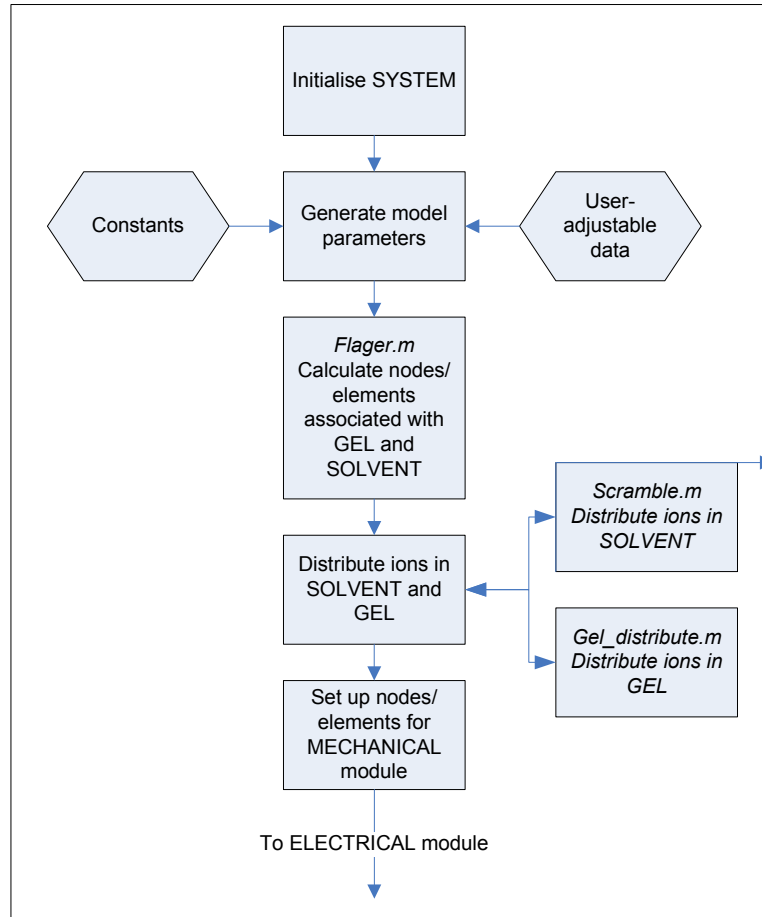 Initialise SYSTEM
Constants
Generate model
parameters
User-
adjustable
data
Flager.m
Calculate nodes/
elements
associated with
GEL and
SOLVENT
Scramble.m
Distribute ions in
SOLVENT
Distribute ions in
SOLVENT and
GEL
Gel_distribute.m
Distribute ions in
GEL
Set up nodes/
elements for
MECHANICAL
module
To ELECTRICAL module